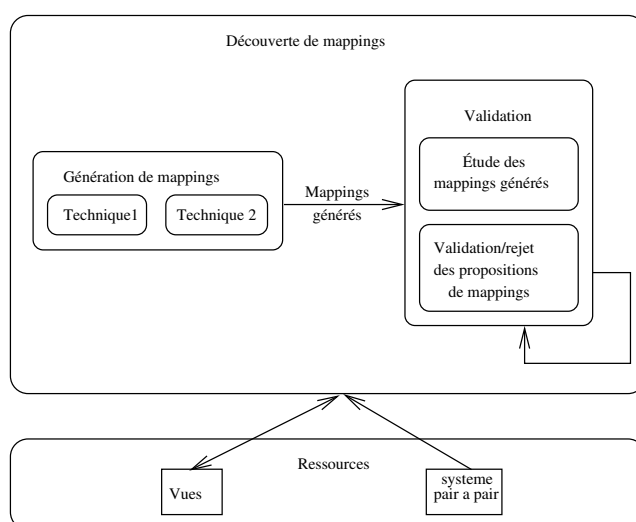 Découverte de mappings
Validation
Étude des
mappings générés
Génération de mappings
Technique1
Technique 2
Mappings
générés
Validation/rejet
des propositions
de mappings
Ressources
Vues
systeme
pair a pair